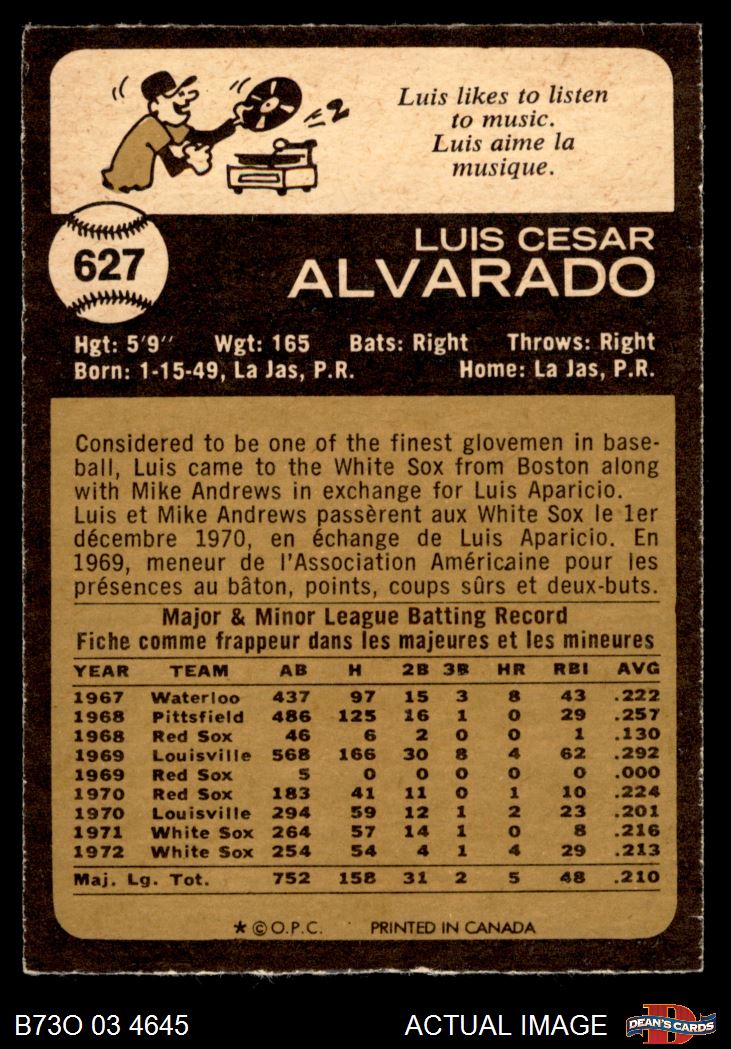 Luis likes to listen
to music.
Luis aime la
musique.
627
LUIS CESAR
ALVARADO
Hgt: 5'9" Wgt: 165 Bats: Right Throws: Right
Born: 1-15-49, La Jas, P.R. Home: La Jas, P.R.
Considered to be one of the finest glovemen in base-
ball, Luis came to the White Sox from Boston along
with Mike Andrews in exchange for Luis Aparicio.
Luis et Mike Andrews passèrent aux White Sox le 1er
décembre 1970, en échange de Luis Aparicio. En
1969, meneur de l'Association Américaine pour les
présences au bâton, points, coups sûrs et deux-buts.
Major & Minor League Batting Record
Fiche comme frappeur dans les majeures et les mineures
YEAR TEAM AB H 2B 3B HR RBI AVG
1967 Waterloo 437 97 15 3 8 43 .222
1968 Pittsfield 486 125 16 1 0 29 .257
1968 Red Sox 46 6 2 0 0 1 .130
1969 Louisville 568 166 30 8 4 62 .292
1969 Red Sox 5 0 0 0 0 0 .000
1970 Red Sox 183 41 11 0 1 10 .224
1970 Louisville 294 59 12 1 2 23 .201
1971 White Sox 264 57 14 1 0 8 .216
1972 White Sox 254 54 4 1 4 29 .213
Maj. Lg. Tot. 752 158 31 2 5 48 .210
* © O.P.C. PRINTED IN CANADA
B73O 03 4645 ACTUAL IMAGE DEAN'S CARDS